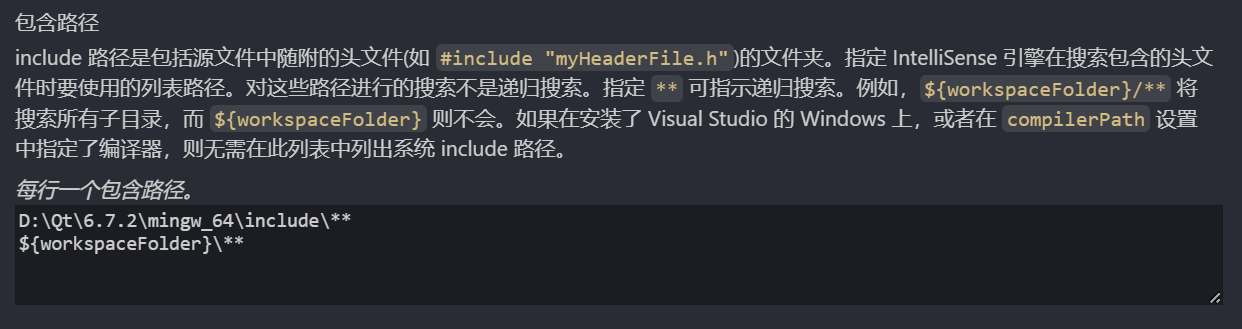 包含路径
include 路径是包括源文件中随附的头文件(如 #include "myHeaderFile.h")的文件夹。指定 IntelliSense 引擎在搜索包含的头文
件时要使用的列表路径。对这些路径进行的搜索不是递归搜索。指定 ** 可指示递归搜索。例如，${workspaceFolder}/** 将
搜索所有子目录，而 ${workspaceFolder} 则不会。如果在安装了 Visual Studio 的 Windows 上，或者在 compilerPath 设置
中指定了编译器，则无需在此列表中列出系统 include 路径。
每行一个包含路径。
D:\Qt\6.7.2\mingw_64\include\**
${workspaceFolder}\**